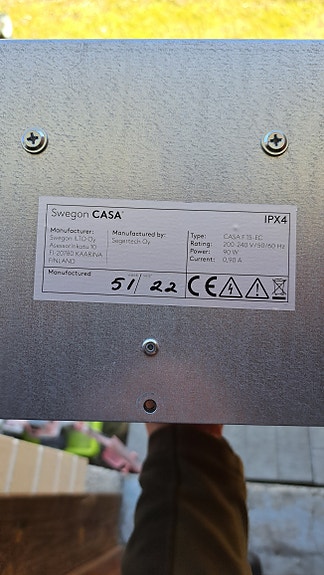 Swegon CASA
IPX4
Manufacturer:
Swegon ILTO Oy
Asessorinkatu 10
FI 20780 KAARINA
FINLAND
Manufactured by:
Segertech Oy
Type:
Rating: 200-240 V/50/60 Hz
Power: 90 W
Current: 0,90 A
Manufactured 51/22
CE